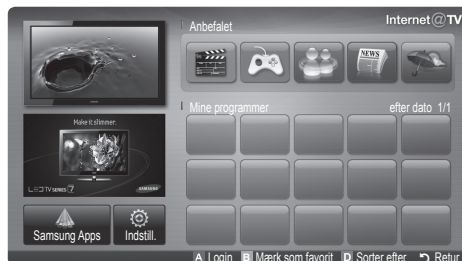 Internet@TV
Anbefalet
NEWS
Mine programmer efter dato 1/1
Make it slimmer.
LED TV SERIES 7 SAMSUNG
Samsung Apps Indstill.
A Login B Mærk som favorit D Sorter efter Retur